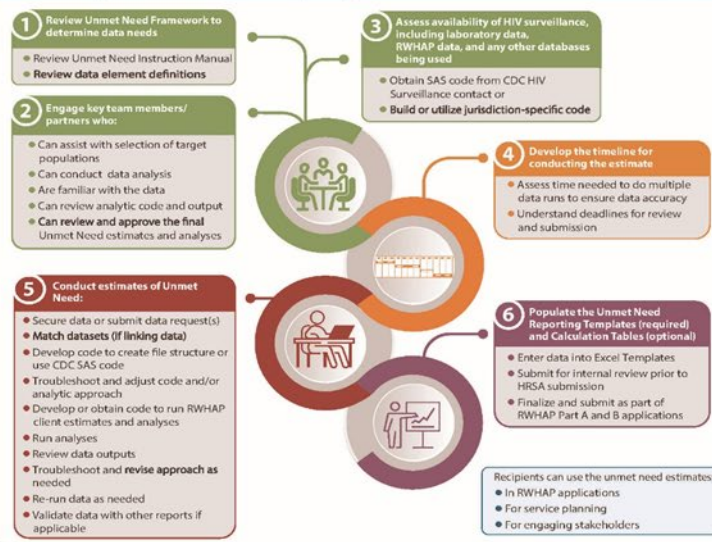 1
Review Unmet Need Framework to
determine data needs
• Review Unmet Need Instruction Manual
• Review data element definitions
2
Engage key team members/
partners who:
• Can assist with selection of target
populations
• Can conduct data analysis
• Are familiar with the data
• Can review analytic code and output
• Can review and approve the final
Unmet Need estimates and analyses
3
Assess availability of HIV surveillance,
including laboratory data,
RWHAP data, and any other databases
being used
• Obtain SAS code from CDC HIV
Surveillance contact or
• Build or utilize jurisdiction-specific code
4
Develop the timeline for
conducting the estimate
• Assess time needed to do multiple
data runs to ensure data accuracy
• Understand deadlines for review
and submission
5
Conduct estimates of Unmet
Need:
• Secure data or submit data request(s)
• Match datasets (if linking data)
• Develop code to create file structure or
use CDC SAS code
• Troubleshoot and adjust code and/or
analytic approach
• Develop or obtain code to run RWHAP
client estimates and analyses
• Run analyses
• Review data outputs
• Troubleshoot and revise approach as
needed
• Re-run data as needed
• Validate data with other reports if
applicable
6
Populate the Unmet Need
Reporting Templates (required)
and Calculation Tables (optional)
• Enter data into Excel Templates
• Submit for internal review prior to
HRSA submission
• Finalize and submit as part of
RWHAP Part A and B applications
Recipients can use the unmet need estimates:
• In RWHAP applications
• For service planning
• For engaging stakeholders